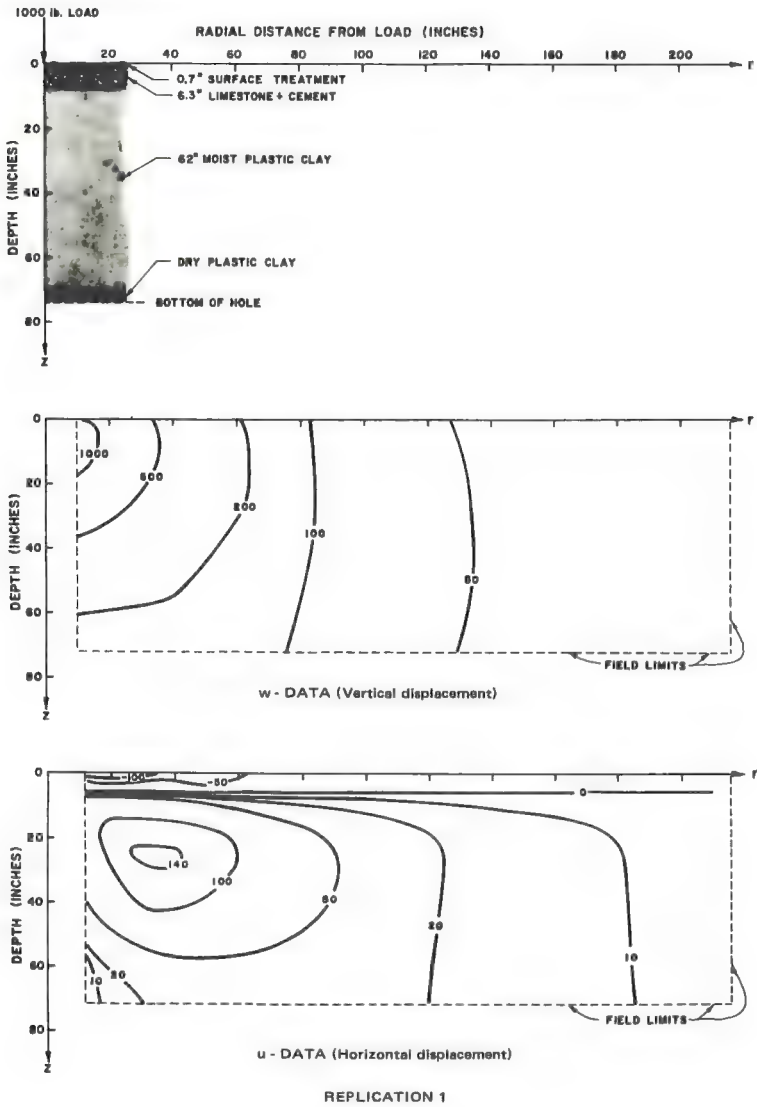 1000 lb. LOAD
RADIAL DISTANCE FROM LOAD (INCHES)
0 20 40 60 80 100 120 140 160 180 200 r
0.7" SURFACE TREATMENT
6.3" LIMESTONE + CEMENT
62" MOIST PLASTIC CLAY
DRY PLASTIC CLAY
BOTTOM OF HOLE
DEPTH (INCHES)
0
20
40
60
80
z
r
DEPTH (INCHES)
0
20
40
60
80
z
1000
500
200
100
50
FIELD LIMITS
w - DATA (Vertical displacement)
r
DEPTH (INCHES)
0
20
40
60
80
z
-100
-50
0
140
100
50
20
10
10
20
FIELD LIMITS
u - DATA (Horizontal displacement)
REPLICATION 1